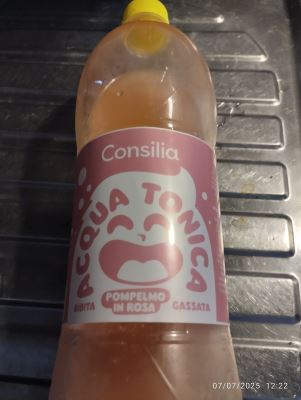 Consilia
ACQUA TONICA
POMPELMO
IN ROSA
BIBITA GASSATA
07/07/2025 12:22